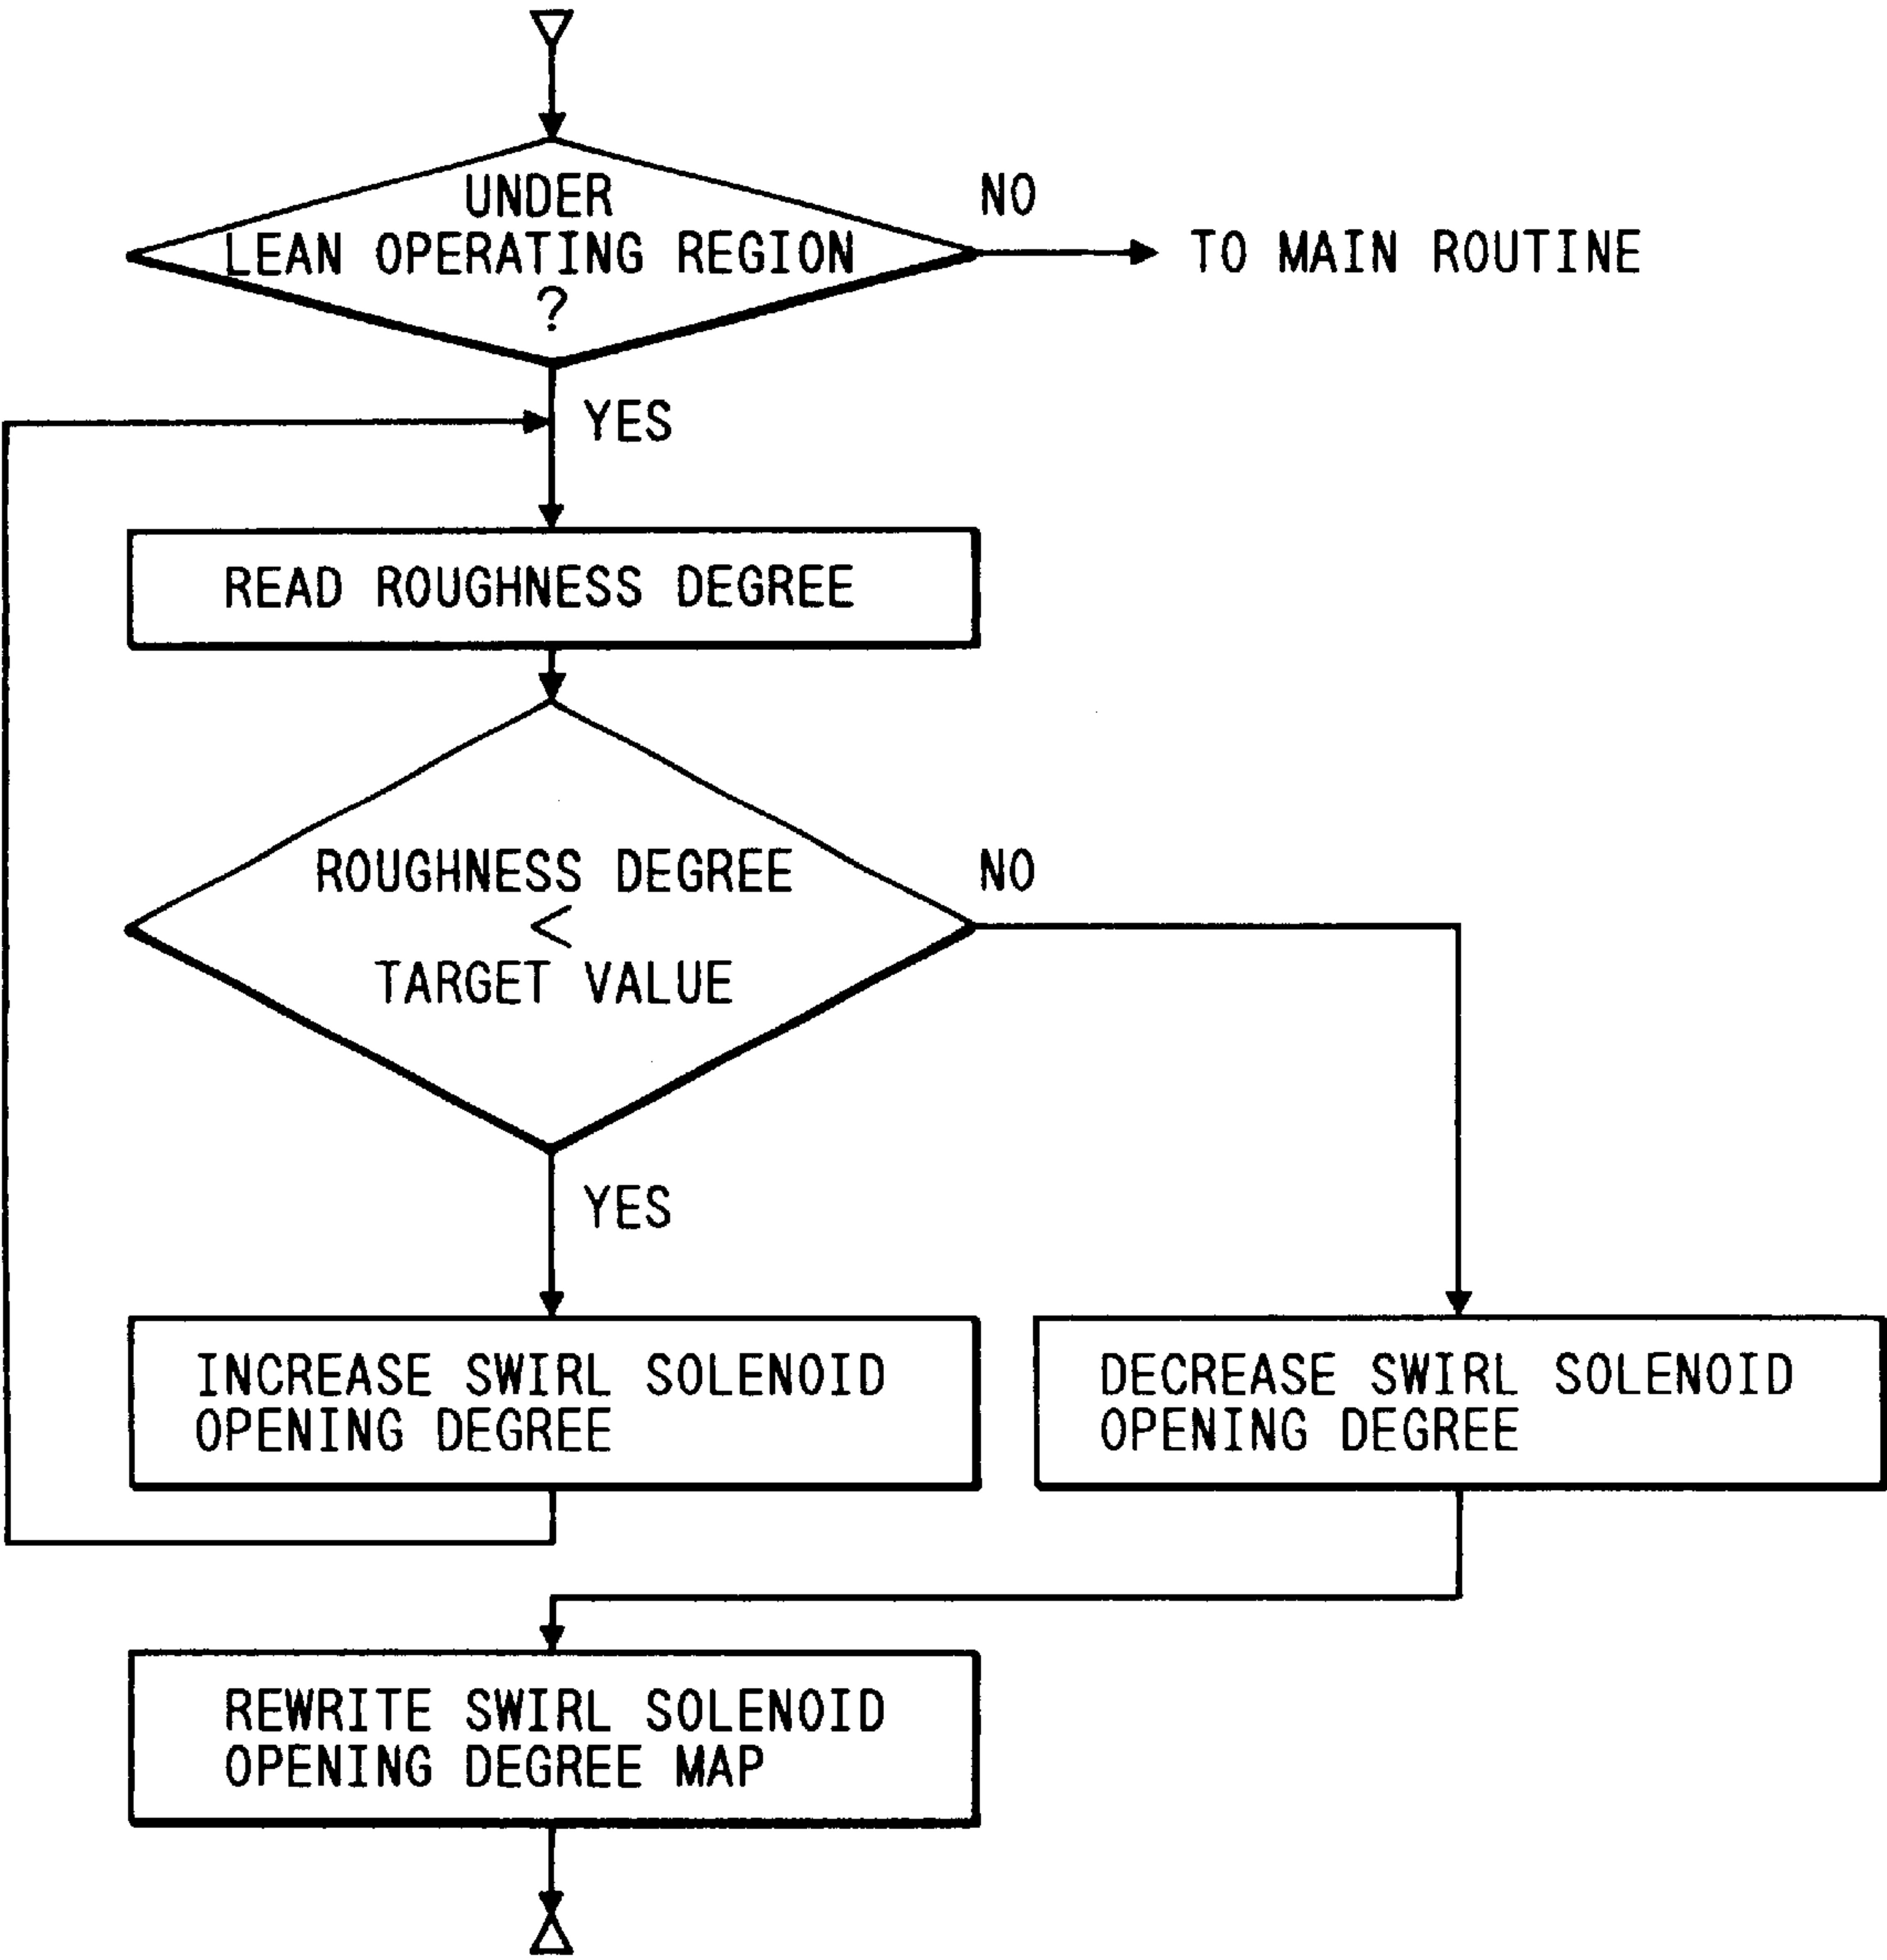 UNDER
LEAN OPERATING REGION
?
NO
TO MAIN ROUTINE
YES
READ ROUGHNESS DEGREE
ROUGHNESS DEGREE
<
TARGET VALUE
NO
YES
INCREASE SWIRL SOLENOID
OPENING DEGREE
DECREASE SWIRL SOLENOID
OPENING DEGREE
REWRITE SWIRL SOLENOID
OPENING DEGREE MAP